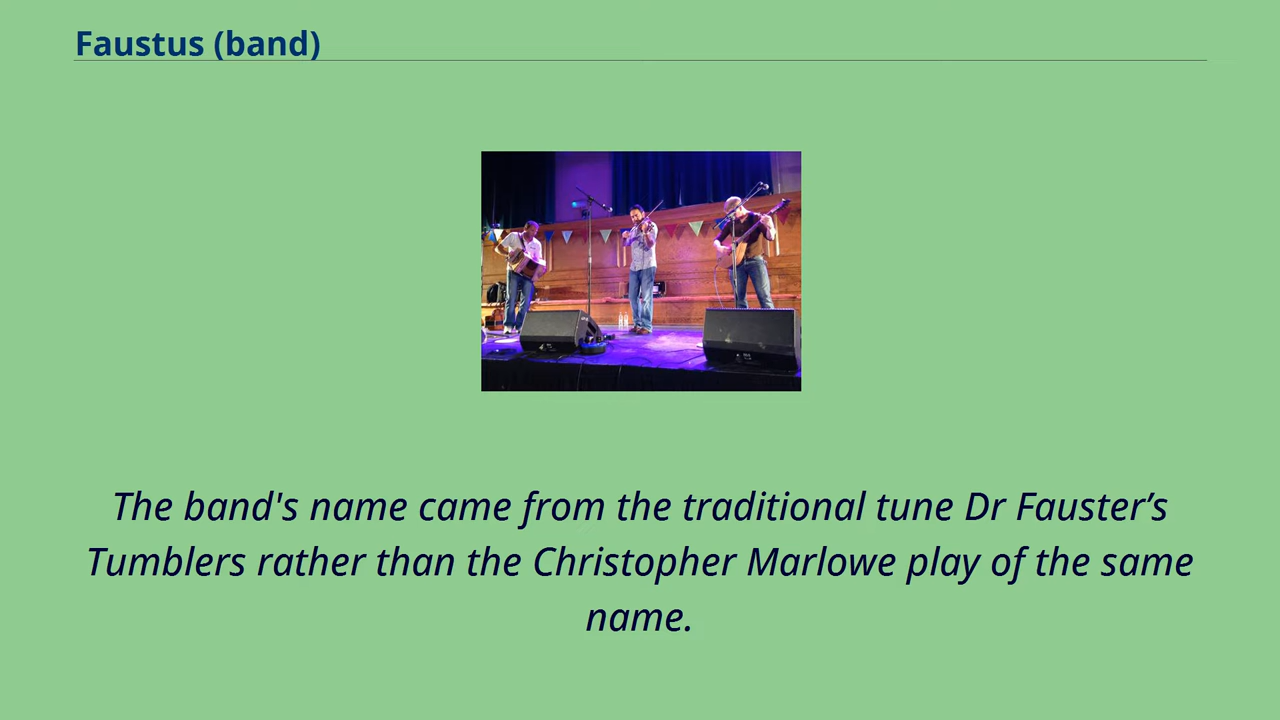 Faustus (band)
The band's name came from the traditional tune Dr Fauster’s
Tumblers rather than the Christopher Marlowe play of the same
name.